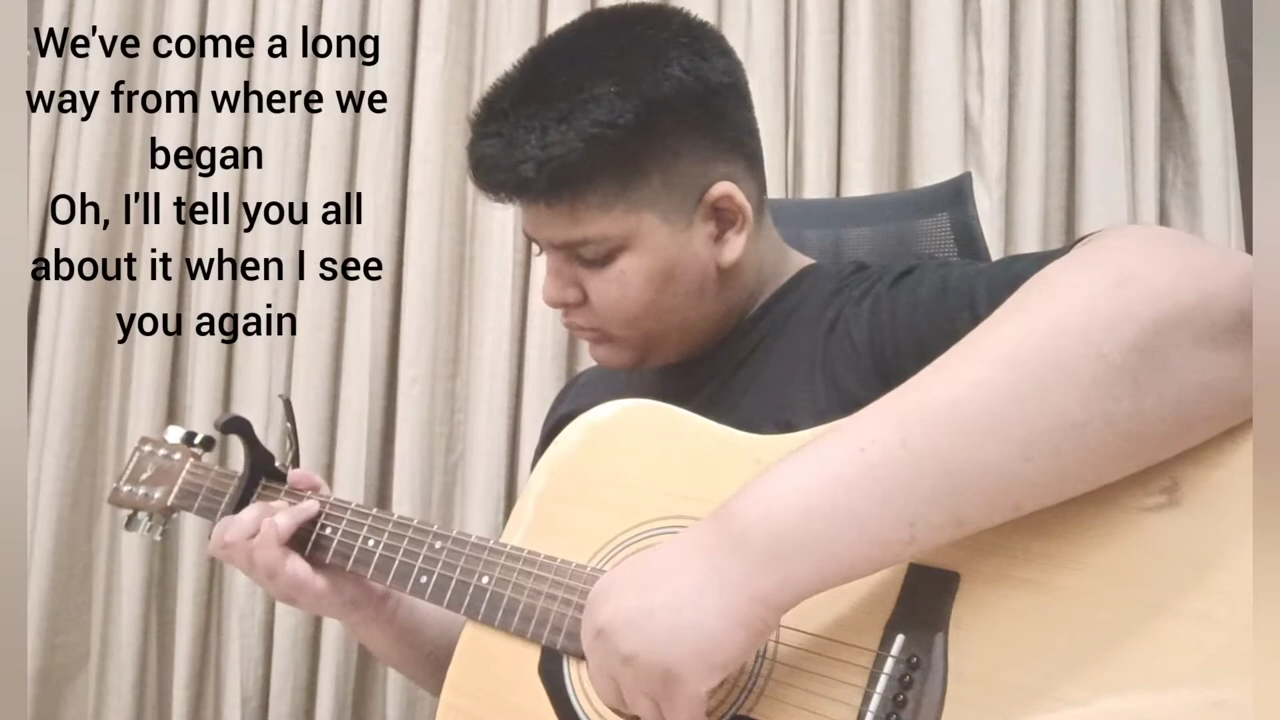 We've come a long
way from where we
began
Oh, I'll tell you all
about it when I see
you again